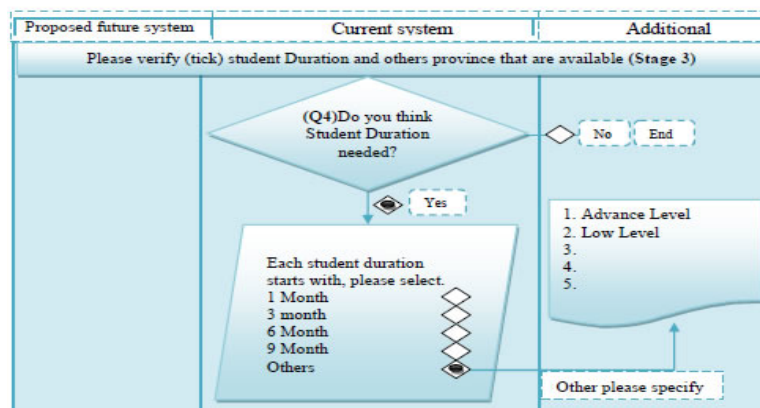 Proposed future system
Current system
Additional
Please verify (tick) student Duration and others province that are available (Stage 3)
(Q4)Do you think
Student Duration
needed?
No
End
Yes
Each student duration
starts with, please select.
1 Month
3 month
6 Month
9 Month
Others
1. Advance Level
2. Low Level
3.
4.
5.
Other please specify